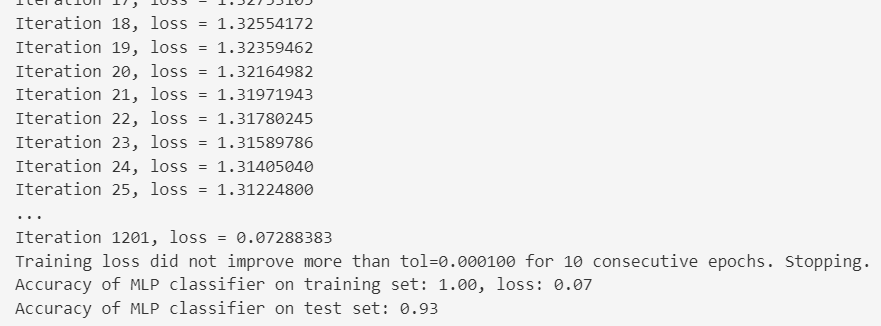 Iteration 17, loss = 1.32753105
Iteration 18, loss = 1.32554172
Iteration 19, loss = 1.32359462
Iteration 20, loss = 1.32164982
Iteration 21, loss = 1.31971943
Iteration 22, loss = 1.31780245
Iteration 23, loss = 1.31589786
Iteration 24, loss = 1.31405040
Iteration 25, loss = 1.31224800
...
Iteration 1201, loss = 0.07288383
Training loss did not improve more than tol=0.000100 for 10 consecutive epochs. Stopping.
Accuracy of MLP classifier on training set: 1.00, loss: 0.07
Accuracy of MLP classifier on test set: 0.93